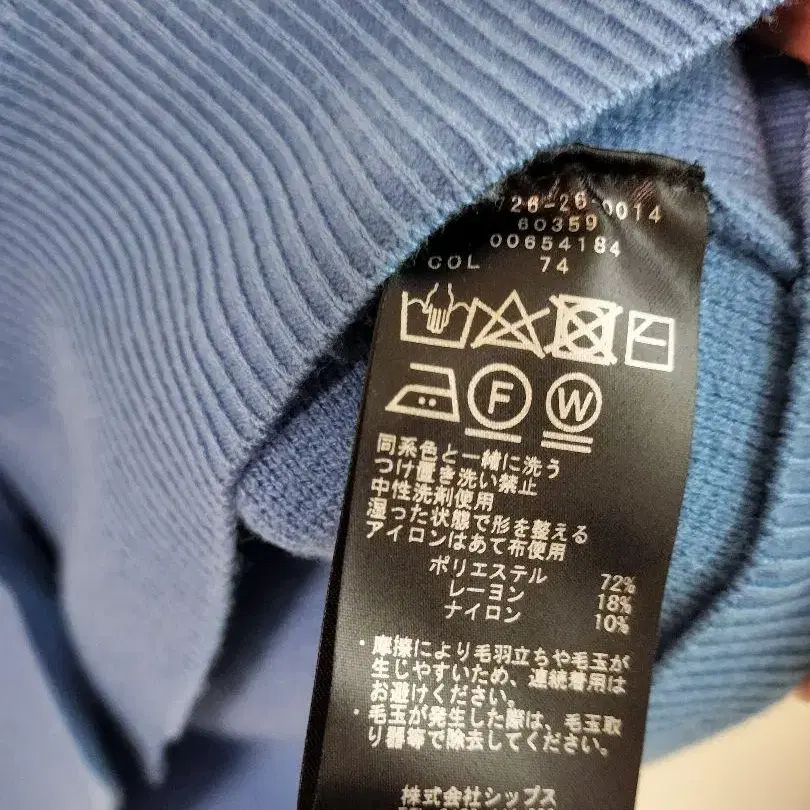 726-26-0014
60359
00654184
COL 74
F W
同系色と一緒に洗う
つけ置き洗い禁止
中性洗剤使用
湿った状態で形を整える
アイロンはあて布使用
ポリエステル 72%
レーヨン 18%
ナイロン 10%
・摩擦により毛羽立ちや毛玉が
生じやすいため、連続着用は
お避けください。
・毛玉が発生した際は、毛玉取
り器等で除去してください。
株式会社シップス